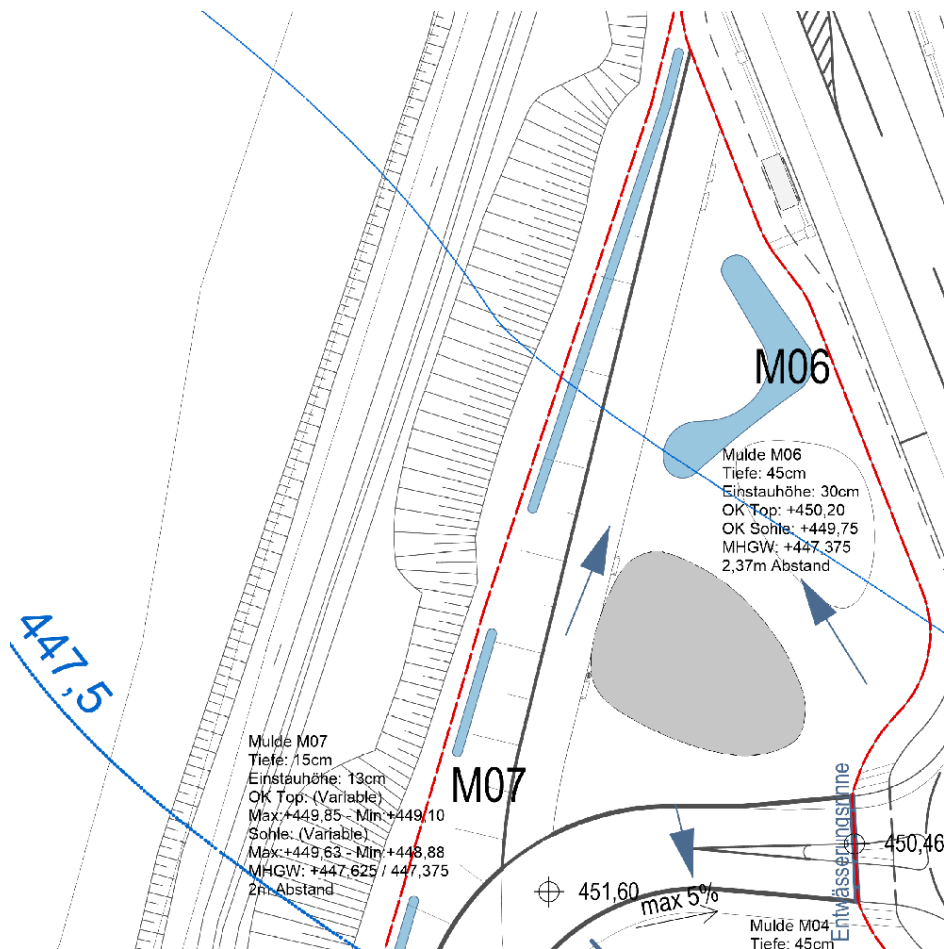 M06
Mulde M06
Tiefe: 45cm
Einstauhöhe: 30cm
OK Top: +450,20
OK Sohle: +449,75
MHGW: +447,375
2,37m Abstand
447,5
Mulde M07
Tiefe: 15cm
Einstauhöhe: 13cm
OK Top: (Variable)
Max:+449,85 - Min:+449,10
Sohle: (Variable)
Max:+449,63 - Min:+448,88
MHGW: +447,625 / 447,375
2m Abstand
M07
Entwässerungsrinne
450,46
451,60
max 5%
Mulde M04
Tiefe: 45cm